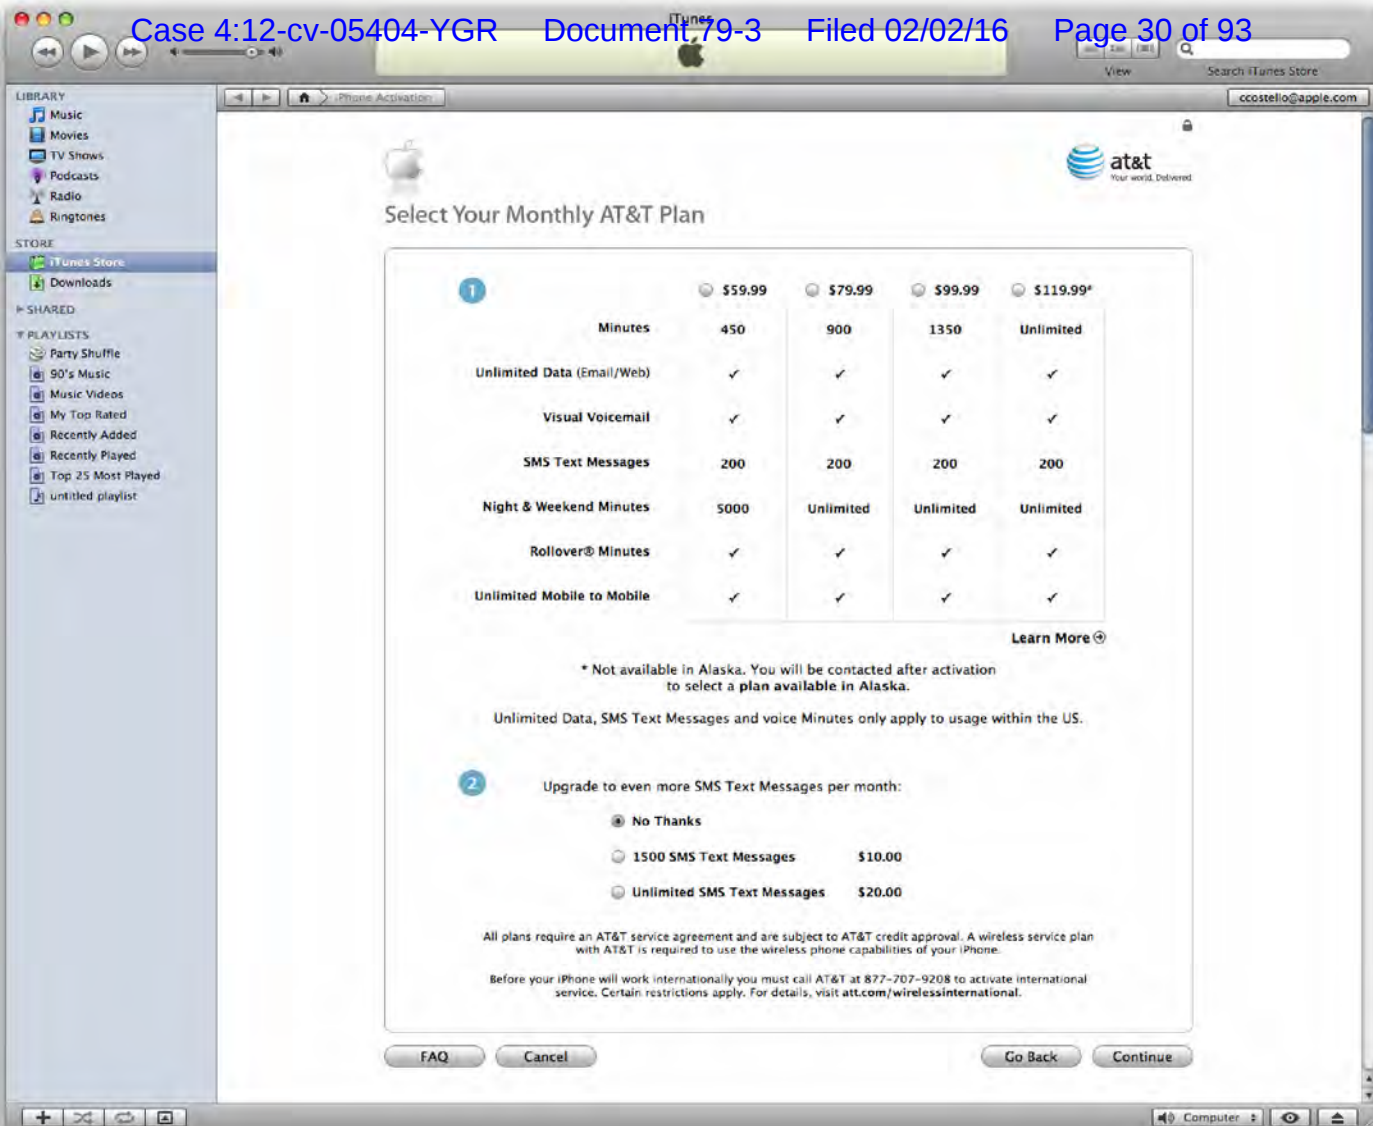 iTunes
Case 4:12-cv-05404-YGR Document 79-3 Filed 02/02/16 Page 30 of 93
View
Search iTunes Store
LIBRARY
Music
Movies
TV Shows
Podcasts
Radio
Ringtones
STORE
iTunes Store
Downloads
SHARED
PLAYLISTS
Party Shuffle
90's Music
Music Videos
My Top Rated
Recently Added
Recently Played
Top 25 Most Played
untitled playlist
iPhone Activation
ccostello@apple.com
at&t
Your world. Delivered.
Select Your Monthly AT&T Plan
1 $59.99 $79.99 $99.99 $119.99*
Minutes 450 900 1350 Unlimited
Unlimited Data (Email/Web) ✓ ✓ ✓ ✓
Visual Voicemail ✓ ✓ ✓ ✓
SMS Text Messages 200 200 200 200
Night & Weekend Minutes 5000 Unlimited Unlimited Unlimited
Rollover® Minutes ✓ ✓ ✓ ✓
Unlimited Mobile to Mobile ✓ ✓ ✓ ✓
Learn More
* Not available in Alaska. You will be contacted after activation
to select a plan available in Alaska.
Unlimited Data, SMS Text Messages and voice Minutes only apply to usage within the US.
2 Upgrade to even more SMS Text Messages per month:
No Thanks
1500 SMS Text Messages $10.00
Unlimited SMS Text Messages $20.00
All plans require an AT&T service agreement and are subject to AT&T credit approval. A wireless service plan
with AT&T is required to use the wireless phone capabilities of your iPhone.
Before your iPhone will work internationally you must call AT&T at 877-707-9208 to activate international
service. Certain restrictions apply. For details, visit att.com/wirelessinternational.
FAQ
Cancel
Go Back
Continue
Computer